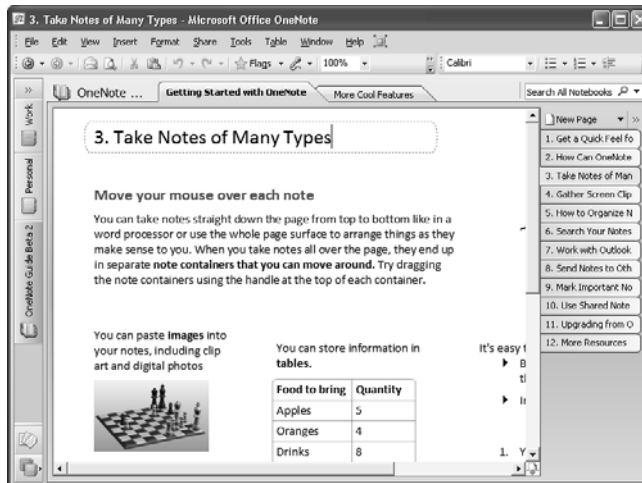 3. Take Notes of Many Types - Microsoft Office OneNote
File Edit View Insert Format Share Tools Table Window Help
Flags 100% Calibri
OneNote ... Getting Started with OneNote More Cool Features Search All Notebooks
Work
Personal
OneNote Guide Beta 2
3. Take Notes of Many Types
Move your mouse over each note
You can take notes straight down the page from top to bottom like in a
word processor or use the whole page surface to arrange things as they
make sense to you. When you take notes all over the page, they end up
in separate note containers that you can move around. Try dragging
the note containers using the handle at the top of each container.
You can paste images into
your notes, including clip
art and digital photos
You can store information in
tables.
Food to bring Quantity
Apples 5
Oranges 4
Drinks 8
It's easy t
B
th
In
1. Y
New Page
1. Get a Quick Feel fo
2. How Can OneNote
3. Take Notes of Man
4. Gather Screen Clip
5. How to Organize N
6. Search Your Notes
7. Work with Outlook
8. Send Notes to Oth
9. Mark Important No
10. Use Shared Note
11. Upgrading from O
12. More Resources